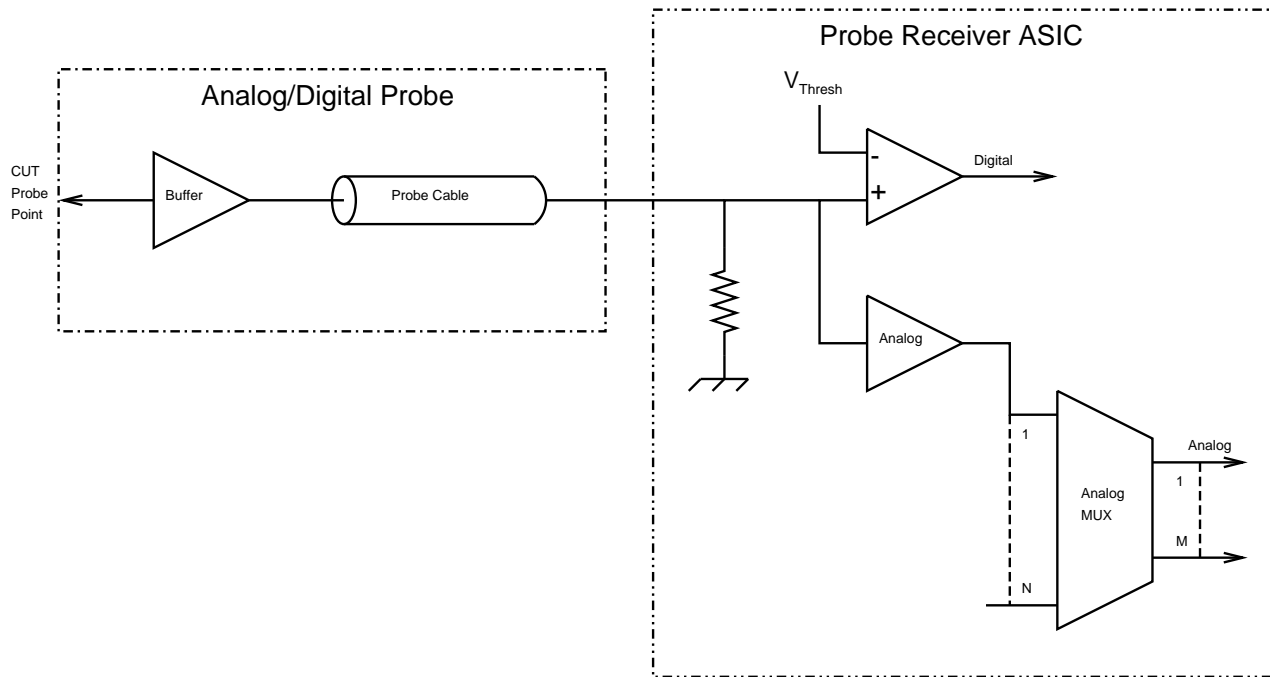 Probe Receiver ASIC
Analog/Digital Probe
VThresh
CUT
Probe
Point
Buffer
Probe Cable
-
+
Digital
Analog
1
N
Analog
MUX
Analog
1
M